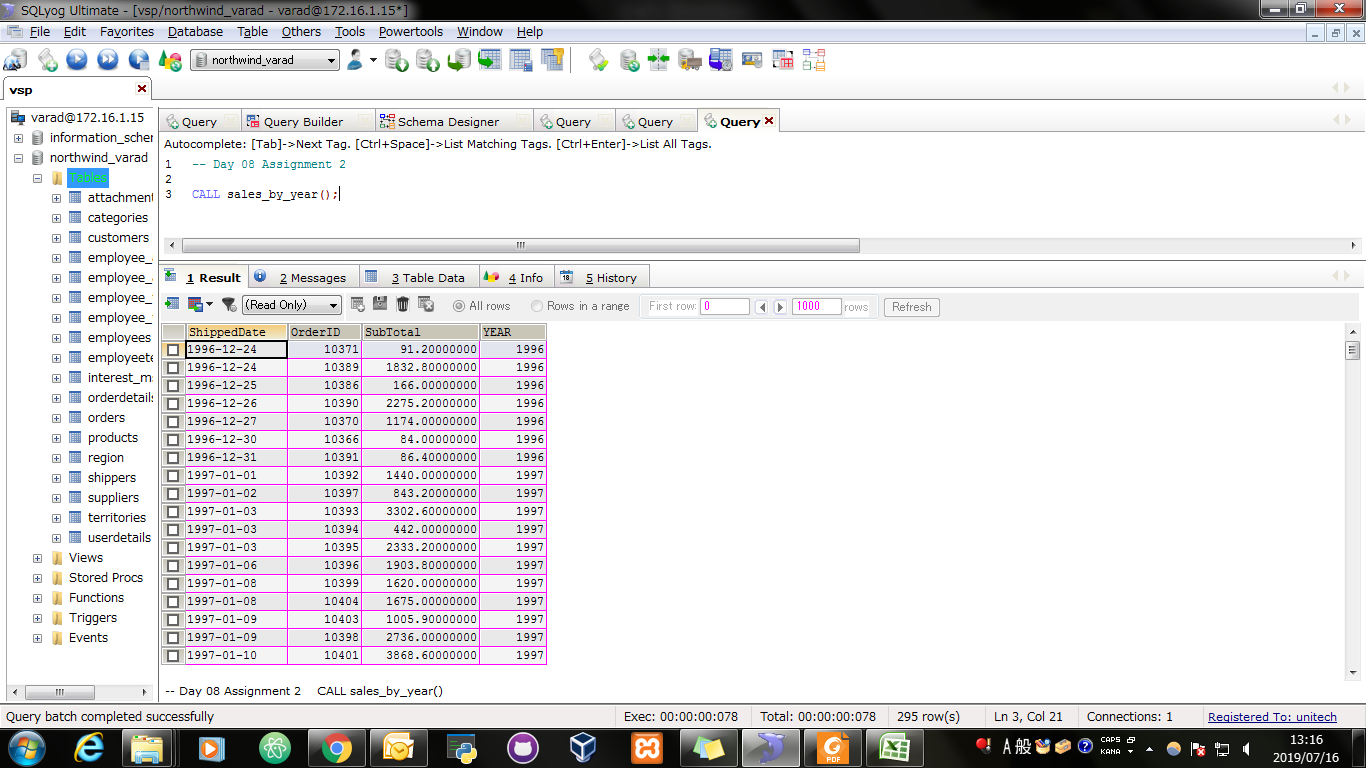 SQLyog Ultimate - [vsp/northwind_varad - varad@172.16.1.15*]
File Edit Favorites Database Table Others Tools Powertools Window Help
northwind_varad
vsp
varad@172.16.1.15
information_scher
northwind_varad
Tables
attachment
categories
customers
employee_
employee_
employee_
employee_
employees
employeete
interest_m
orderdetails
orders
products
region
shippers
suppliers
territories
userdetails
Views
Stored Procs
Functions
Triggers
Events
Query Query Builder Schema Designer Query Query Query
Autocomplete: [Tab]->Next Tag. [Ctrl+Space]->List Matching Tags. [Ctrl+Enter]->List All Tags.
1 -- Day 08 Assignment 2
2
3 CALL sales_by_year();
1 Result 2 Messages 3 Table Data 4 Info 18 5 History
(Read Only) All rows Rows in a range First row: 0 1000 rows Refresh
ShippedDate OrderID SubTotal YEAR
1996-12-24 10371 91.20000000 1996
1996-12-24 10389 1832.80000000 1996
1996-12-25 10386 166.00000000 1996
1996-12-26 10390 2275.20000000 1996
1996-12-27 10370 1174.00000000 1996
1996-12-30 10366 84.00000000 1996
1996-12-31 10391 86.40000000 1996
1997-01-01 10392 1440.00000000 1997
1997-01-02 10397 843.20000000 1997
1997-01-03 10393 3302.60000000 1997
1997-01-03 10394 442.00000000 1997
1997-01-03 10395 2333.20000000 1997
1997-01-06 10396 1903.80000000 1997
1997-01-08 10399 1620.00000000 1997
1997-01-08 10404 1675.00000000 1997
1997-01-09 10403 1005.90000000 1997
1997-01-09 10398 2736.00000000 1997
1997-01-10 10401 3868.60000000 1997
-- Day 08 Assignment 2 CALL sales_by_year()
Query batch completed successfully Exec: 00:00:00:078 Total: 00:00:00:078 295 row(s) Ln 3, Col 21 Connections: 1 Registered To: unitech
PDF
A 般 CAPS KANA
13:16
2019/07/16